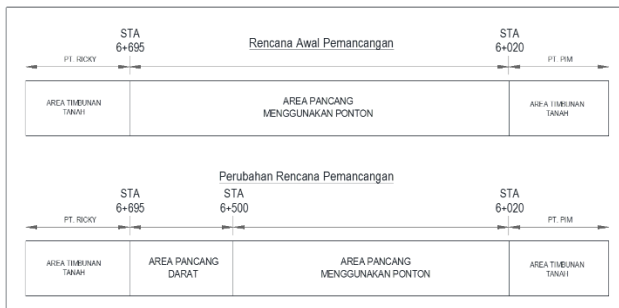 STA
6+695
Rencana Awal Pemancangan
STA
6+020
PT. RICKY
PT. PIM
AREA TIMBUNAN
TANAH
AREA PANCANG
MENGGUNAKAN PONTON
AREA TIMBUNAN
TANAH
Perubahan Rencana Pemancangan
STA
6+695
STA
6+500
STA
6+020
PT. RICKY
PT. PIM
AREA TIMBUNAN
TANAH
AREA PANCANG
DARAT
AREA PANCANG
MENGGUNAKAN PONTON
AREA TIMBUNAN
TANAH